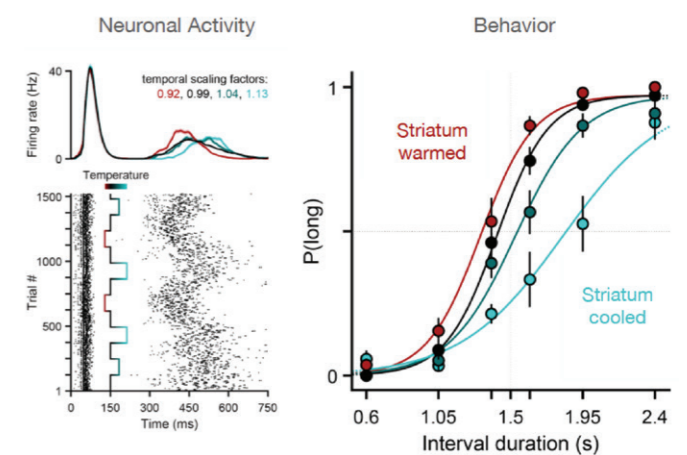 Neuronal Activity
Behavior
40
0
Firing rate (Hz)
temporal scaling factors:
0.92, 0.99, 1.04, 1.13
Temperature
1500
1000
500
1
Trial #
0 150 300 450 600 750
Time (ms)
1
0
P(long)
Striatum
warmed
Striatum
cooled
0.6 1.05 1.5 1.95 2.4
Interval duration (s)